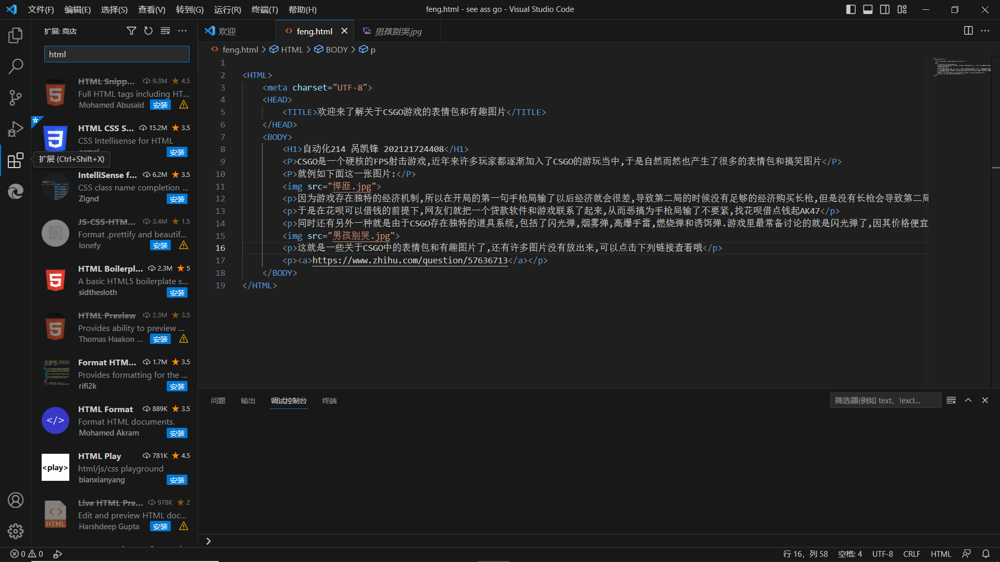 文件(F) 编辑(E) 选择(S) 查看(V) 转到(G) 运行(R) 终端(T) 帮助(H)
feng.html - see ass go - Visual Studio Code
扩展: 商店
html
HTML Snipp... 9.3M 4.5
Full HTML tags including HT...
Mohamed Abusaid 安装
HTML CSS S... 15.2M 3.5
CSS Intellisense for HTML
安装
扩展 (Ctrl+Shift+X)
IntelliSense f... 6.2M 3.5
CSS class name completion ...
Zignd 安装
JS-CSS-HTM... 3.4M 1.5
Format ,prettify and beautif...
lonefy 安装
HTML Boilerpl... 2.3M 5
A basic HTML5 boilerplate s...
sidthesloth 安装
HTML Preview 2.3M 3.5
Provides ability to preview ...
Thomas Haakon ... 安装
Format HTM... 1.7M 3.5
Provides formatting for the ...
rifi2k 安装
HTML Format 889K 3.5
Format HTML documents.
Mohamed Akram 安装
<play>
HTML Play 781K 4.5
html/js/css playground
bianxianyang 安装
HTML
Live HTML Pre... 978K 2
Edit and preview HTML doc...
Harshdeep Gupta 安装
欢迎 feng.html 男孩别哭.jpg
feng.html > HTML > BODY > p
1
2 <HTML>
3 <meta charset="UTF-8">
4 <HEAD>
5 <TITLE>欢迎来了解关于CSGO游戏的表情包和有趣图片</TITLE>
6 </HEAD>
7 <BODY>
8 <H1>自动化214 呙凯锋 202121724408</H1>
9 <P>CSGO是一个硬核的FPS射击游戏,近年来许多玩家都逐渐加入了CSGO的游玩当中,于是自然而然也产生了很多的表情包和搞笑图片</P>
10 <P>就例如下面这一张图片:</P>
11 <img src="悍匪.jpg">
12 <p>因为游戏存在独特的经济机制,所以在开局的第一句手枪局输了以后经济就会很差,导致第二局的时候没有足够的经济购买长枪,但是没有长枪会导致第二局
13 <p>于是在花呗可以借钱的前提下,网友们就把一个贷款软件和游戏联系了起来,从而恶搞为手枪局输了不要紧,找花呗借点钱起AK47</p>
14 <p>同时还有另外一种就是由于CSGO存在独特的道具系统,包括了闪光弹,烟雾弹,高爆手雷,燃烧弹和诱饵弹.游戏里最常备讨论的就是闪光弹了,因其价格便宜
15 <img src="男孩别哭.jpg">
16 <p>这就是一些关于CSGO中的表情包和有趣图片了,还有许多图片没有放出来,可以点击下列链接查看哦</p>
17 <p><a>https://www.zhihu.com/question/57636713</a></p>
18 </BODY>
19 </HTML>
问题 输出 调试控制台 终端
筛选器(例如 text、!excl...
0 0
行 16，列 58 空格: 4 UTF-8 CRLF HTML